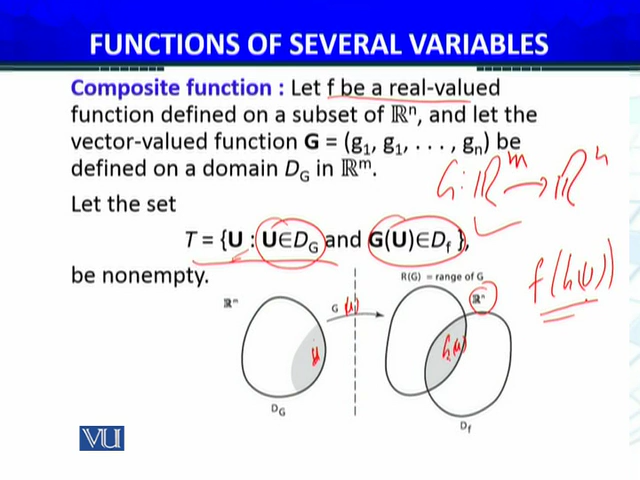 FUNCTIONS OF SEVERAL VARIABLES
Composite function : Let f be a real-valued
function defined on a subset of ℝⁿ, and let the
vector-valued function G = (g₁, g₁, . . . , gₙ) be
defined on a domain D_G in ℝᵐ.
G: ℝᵐ → ℝⁿ
Let the set
T = {U : U∈D_G and G(U)∈D_f },
be nonempty.
R(G) = range of G
f(G(U))
G (U)
ℝⁿ
U
G(U)
D_G
D_f
VU